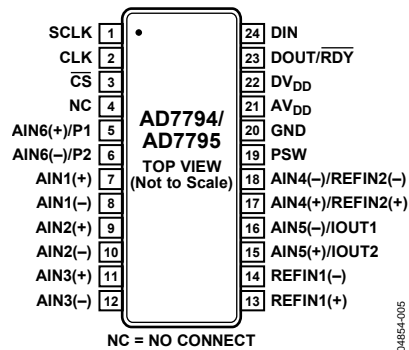 SCLK 1
CLK 2
CS 3
NC 4
AIN6(+)/P1 5
AIN6(–)/P2 6
AIN1(+) 7
AIN1(–) 8
AIN2(+) 9
AIN2(–) 10
AIN3(+) 11
AIN3(–) 12
AD7794/
AD7795
TOP VIEW
(Not to Scale)
24 DIN
23 DOUT/RDY
22 DVDD
21 AVDD
20 GND
19 PSW
18 AIN4(–)/REFIN2(–)
17 AIN4(+)/REFIN2(+)
16 AIN5(–)/IOUT1
15 AIN5(+)/IOUT2
14 REFIN1(–)
13 REFIN1(+)
NC = NO CONNECT
04854-005